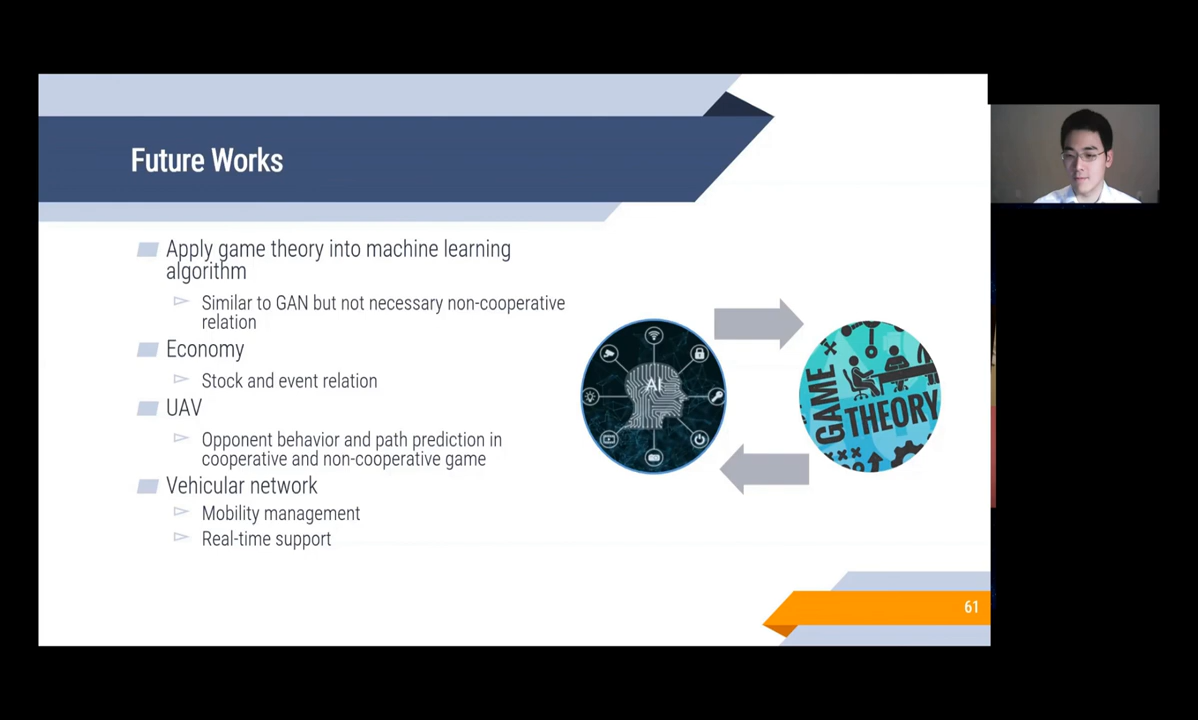 Future Works
Apply game theory into machine learning
algorithm
Similar to GAN but not necessary non-cooperative
relation
Economy
Stock and event relation
UAV
Opponent behavior and path prediction in
cooperative and non-cooperative game
Vehicular network
Mobility management
Real-time support
AI
GAME
THEORY
61